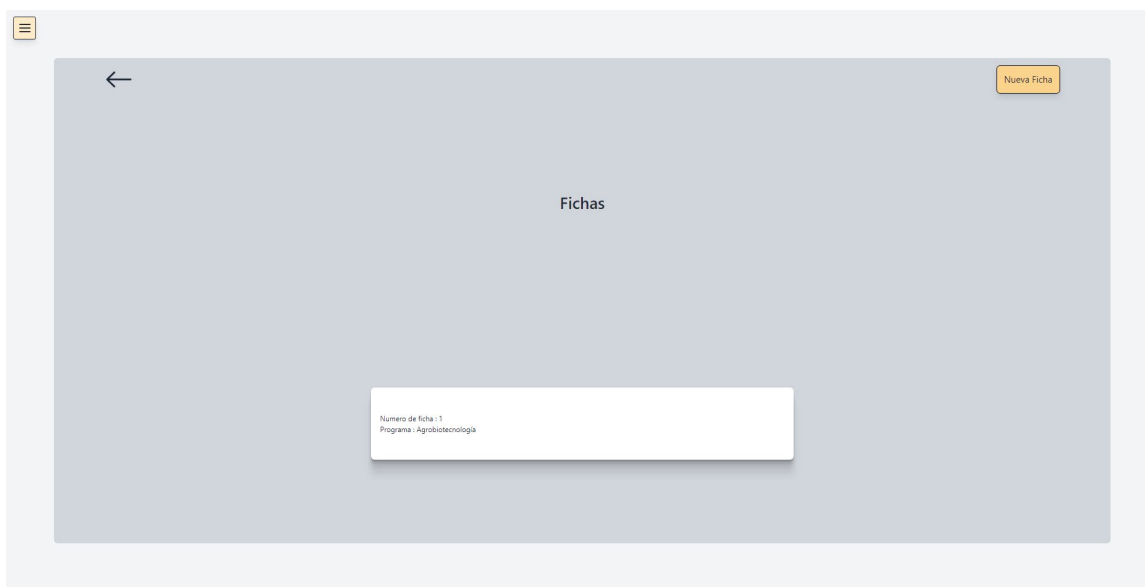 Nueva Ficha
Fichas
Numero de ficha : 1
Programa : Agrobiotecnología